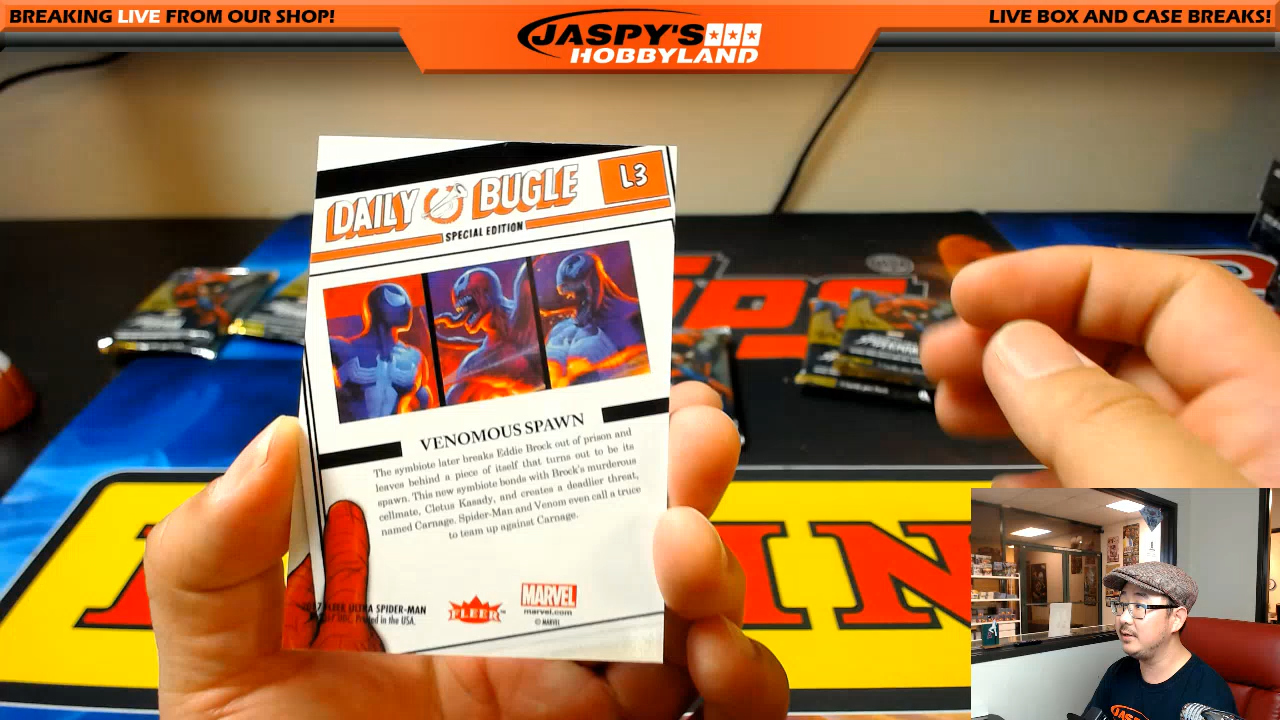 BREAKING LIVE FROM OUR SHOP!
JASPY'S
HOBBYLAND
LIVE BOX AND CASE BREAKS!
DAILY BUGLE
L3
SPECIAL EDITION
VENOMOUS SPAWN
The symbiote later breaks Eddie Brock out of prison and
leaves behind a piece of itself that turns out to be its
spawn. This new symbiote bonds with Brock's murderous
cellmate, Cletus Kasady, and creates a deadlier threat,
named Carnage. Spider-Man and Venom even call a truce
to team up against Carnage.
FLEER ULTRA SPIDER-MAN
Printed in the USA.
FLEER
MARVEL
marvel.com
© MARVEL